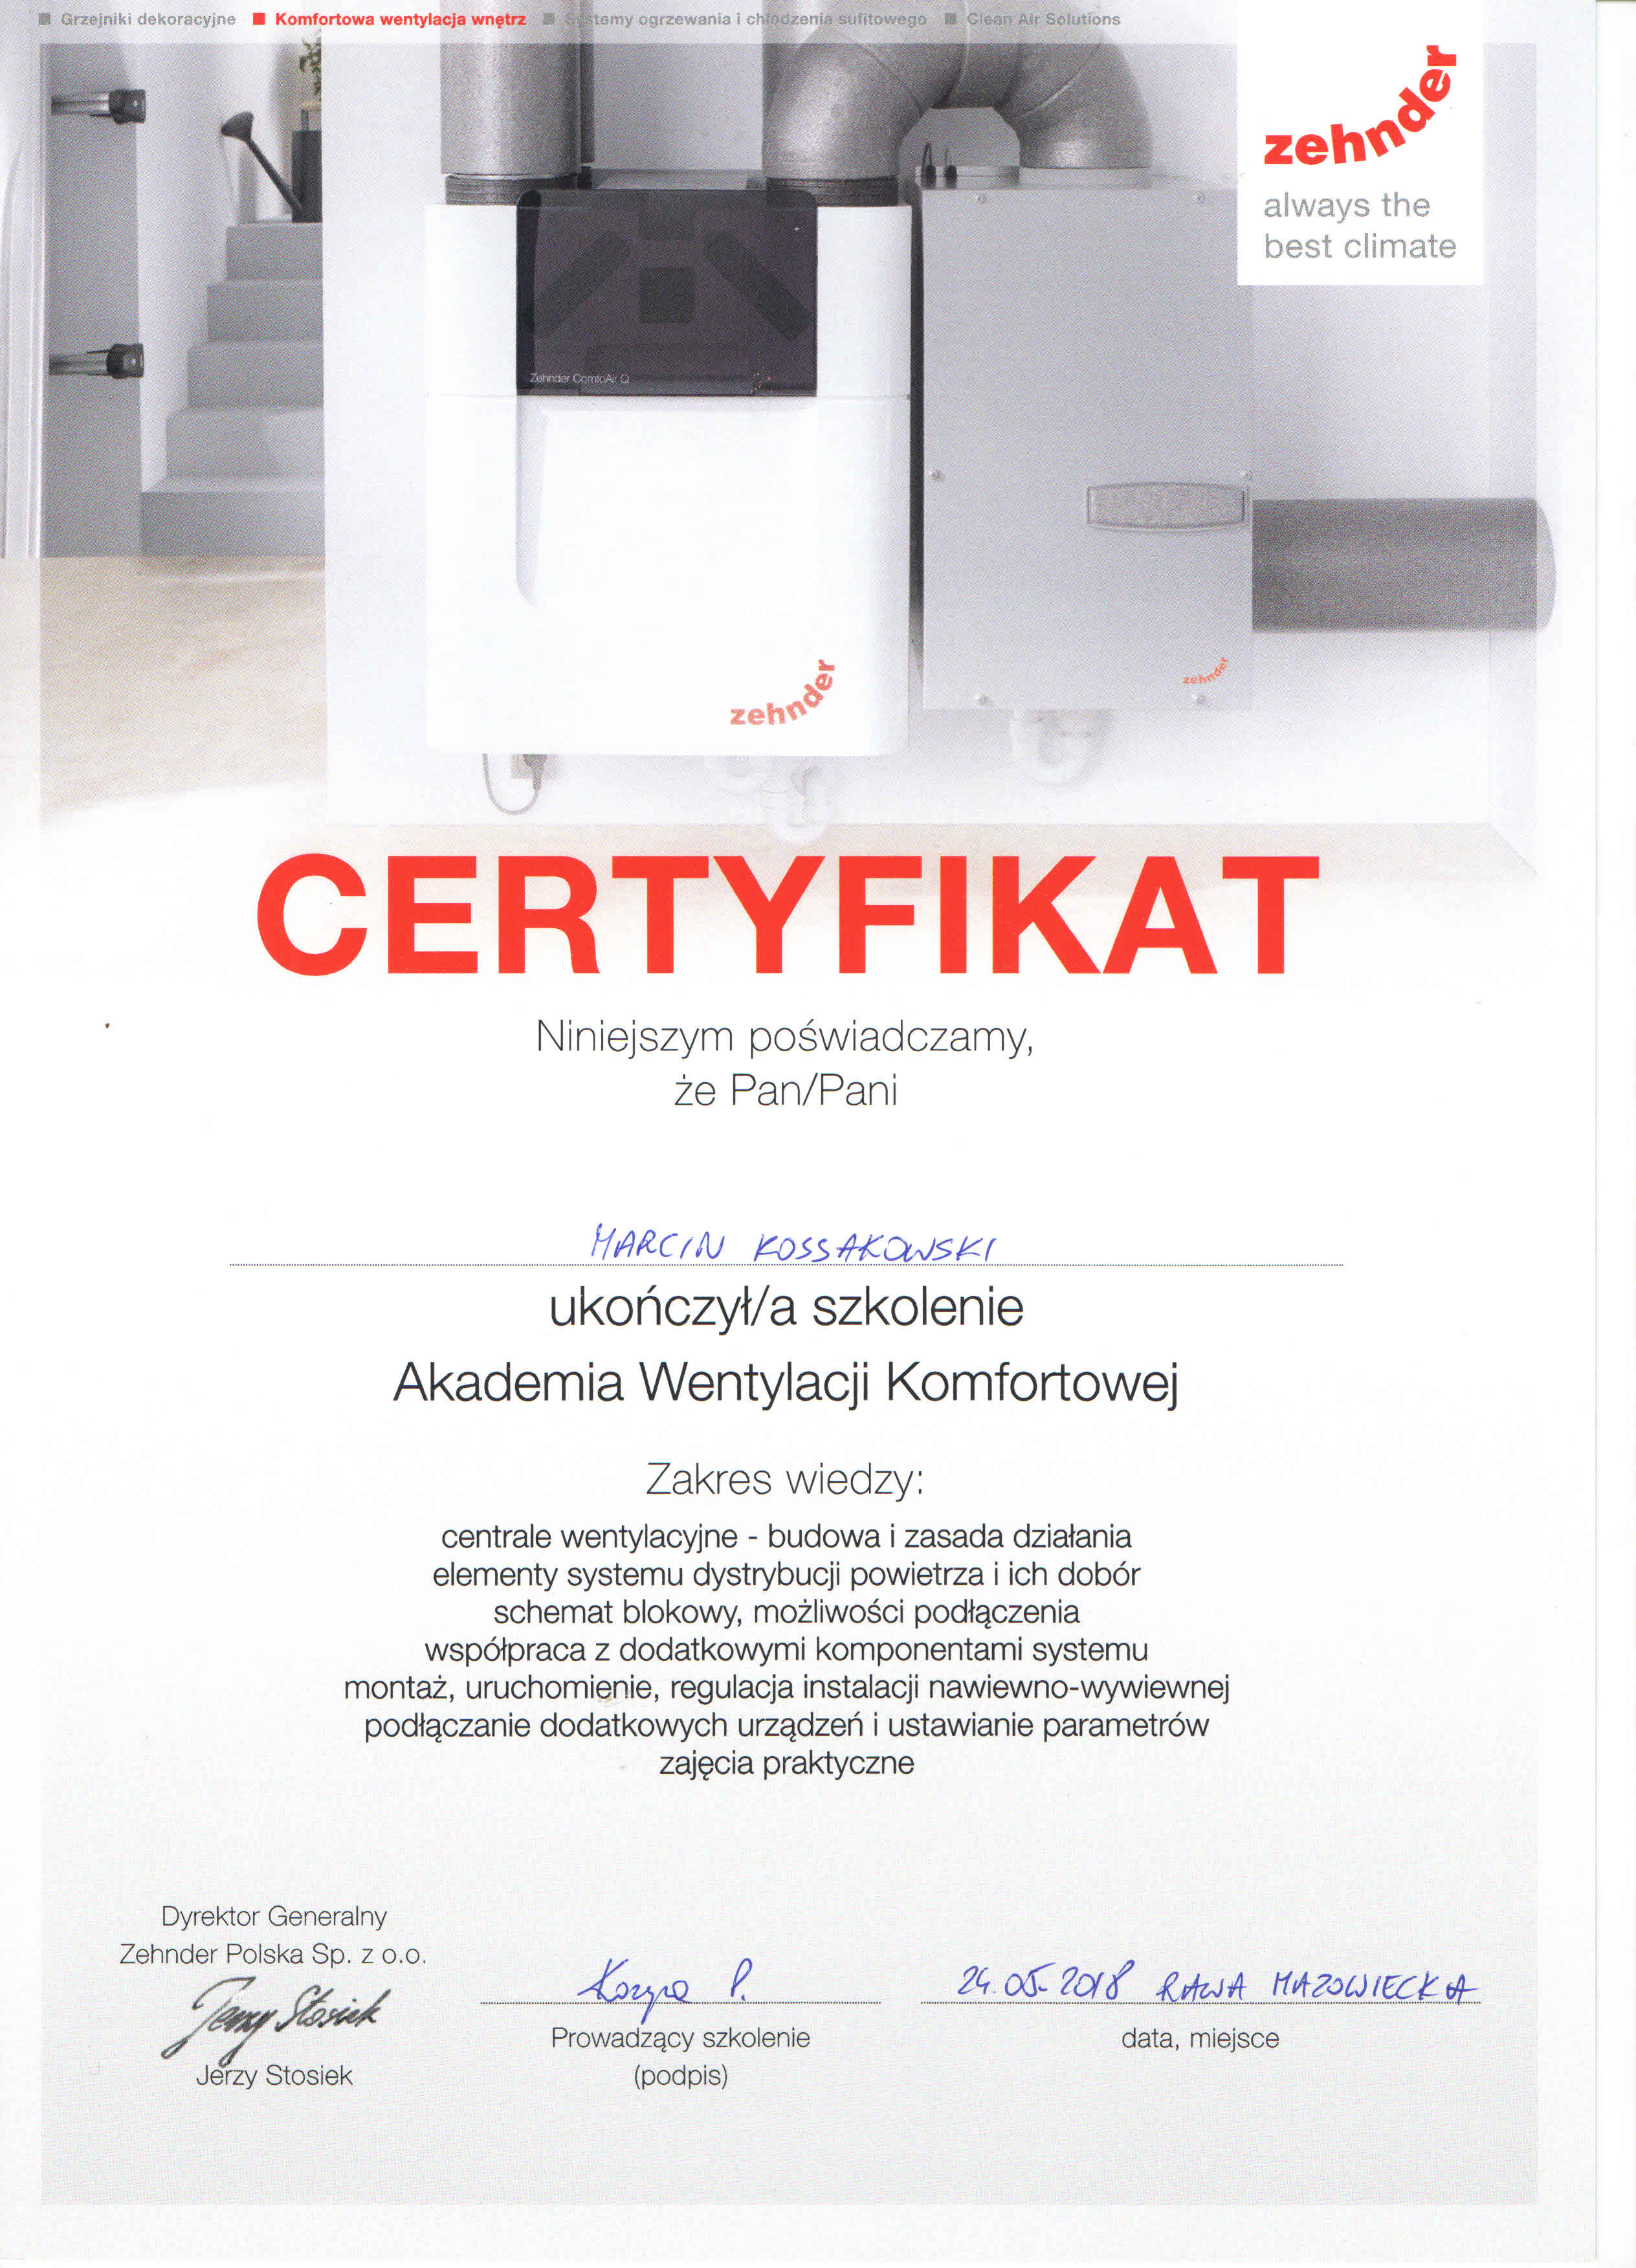 Grzejniki dekoracyjne Komfortowa wentylacja wnętrz Systemy ogrzewania i chłodzenia sufitowego Clean Air Solutions
zehnder
always the
best climate
Zehnder ComfoAir Q
zehnder
zehnder
CERTYFIKAT
Niniejszym poświadczamy,
że Pan/Pani
MARCIN KOSSAKOWSKI
ukończył/a szkolenie
Akademia Wentylacji Komfortowej
Zakres wiedzy:
centrale wentylacyjne - budowa i zasada działania
elementy systemu dystrybucji powietrza i ich dobór
schemat blokowy, możliwości podłączenia
współpraca z dodatkowymi komponentami systemu
montaż, uruchomienie, regulacja instalacji nawiewno-wywiewnej
podłączanie dodatkowych urządzeń i ustawianie parametrów
zajęcia praktyczne
Dyrektor Generalny
Zehnder Polska Sp. z o.o.
Jerzy Stosiek
P.
24.05.2018 RAWA MAZOWIECKA
Prowadzący szkolenie
data, miejsce
Jerzy Stosiek
(podpis)